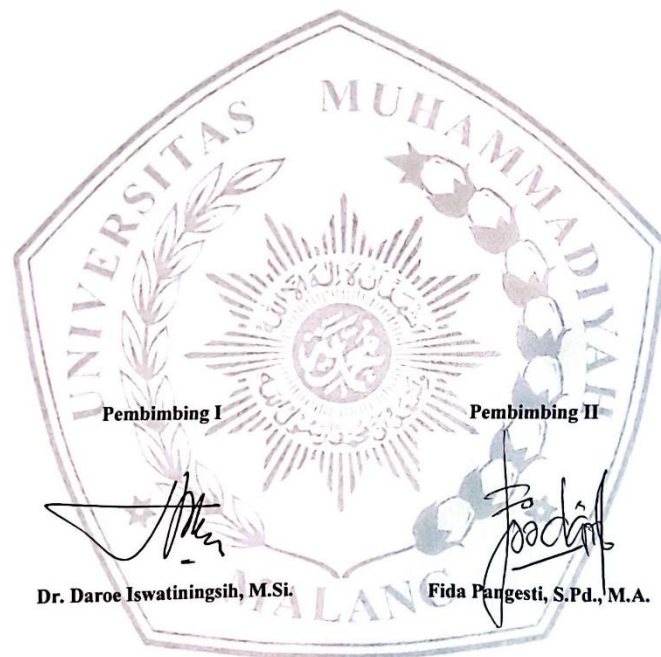 UNIVERSITAS MUHAMMADIYAH
MALANG
Pembimbing I
Pembimbing II
Dr. Daroe Iswatiningsih, M.Si.
Fida Pangesti, S.Pd., M.A.